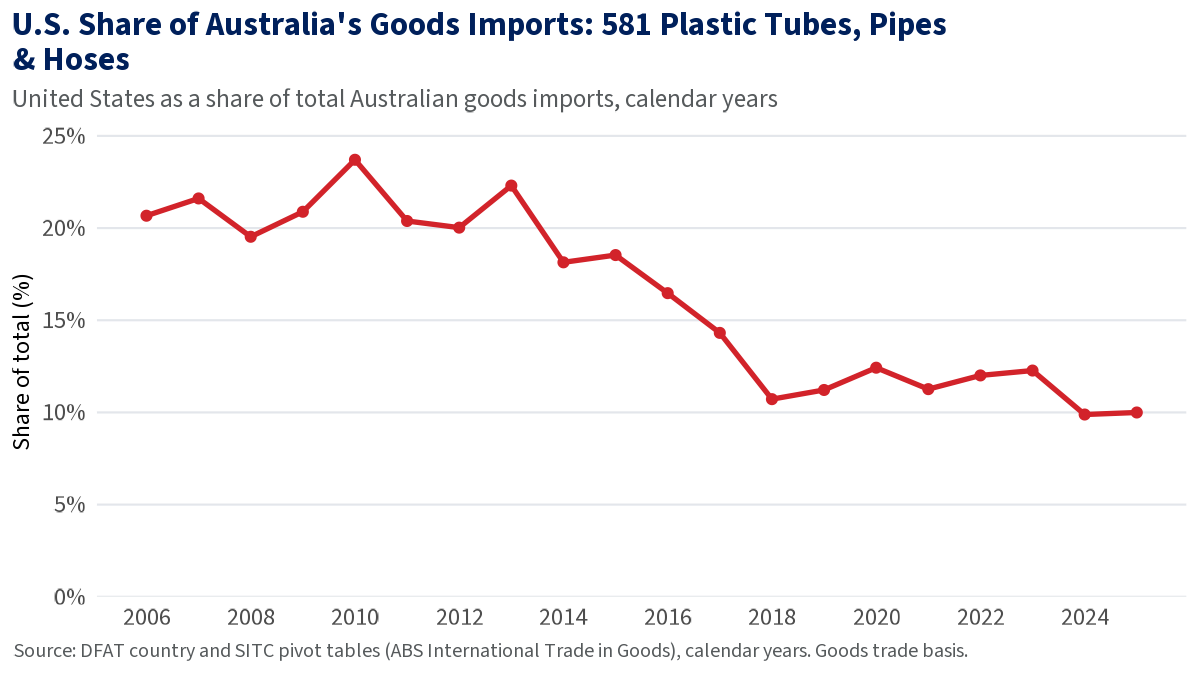 U.S. Share of Australia's Goods Imports: 581 Plastic Tubes, Pipes
& Hoses
United States as a share of total Australian goods imports, calendar years
Share of total (%)
25%
20%
15%
10%
5%
0%
2006 2008 2010 2012 2014 2016 2018 2020 2022 2024
Source: DFAT country and SITC pivot tables (ABS International Trade in Goods), calendar years. Goods trade basis.